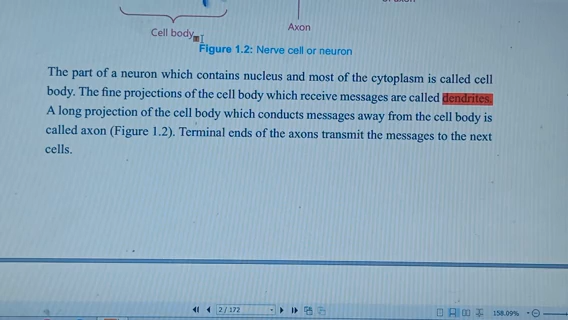 Cell body
Axon
Figure 1.2: Nerve cell or neuron
The part of a neuron which contains nucleus and most of the cytoplasm is called cell
body. The fine projections of the cell body which receive messages are called dendrites.
A long projection of the cell body which conducts messages away from the cell body is
called axon (Figure 1.2). Terminal ends of the axons transmit the messages to the next
cells.
2 / 172
158.09%